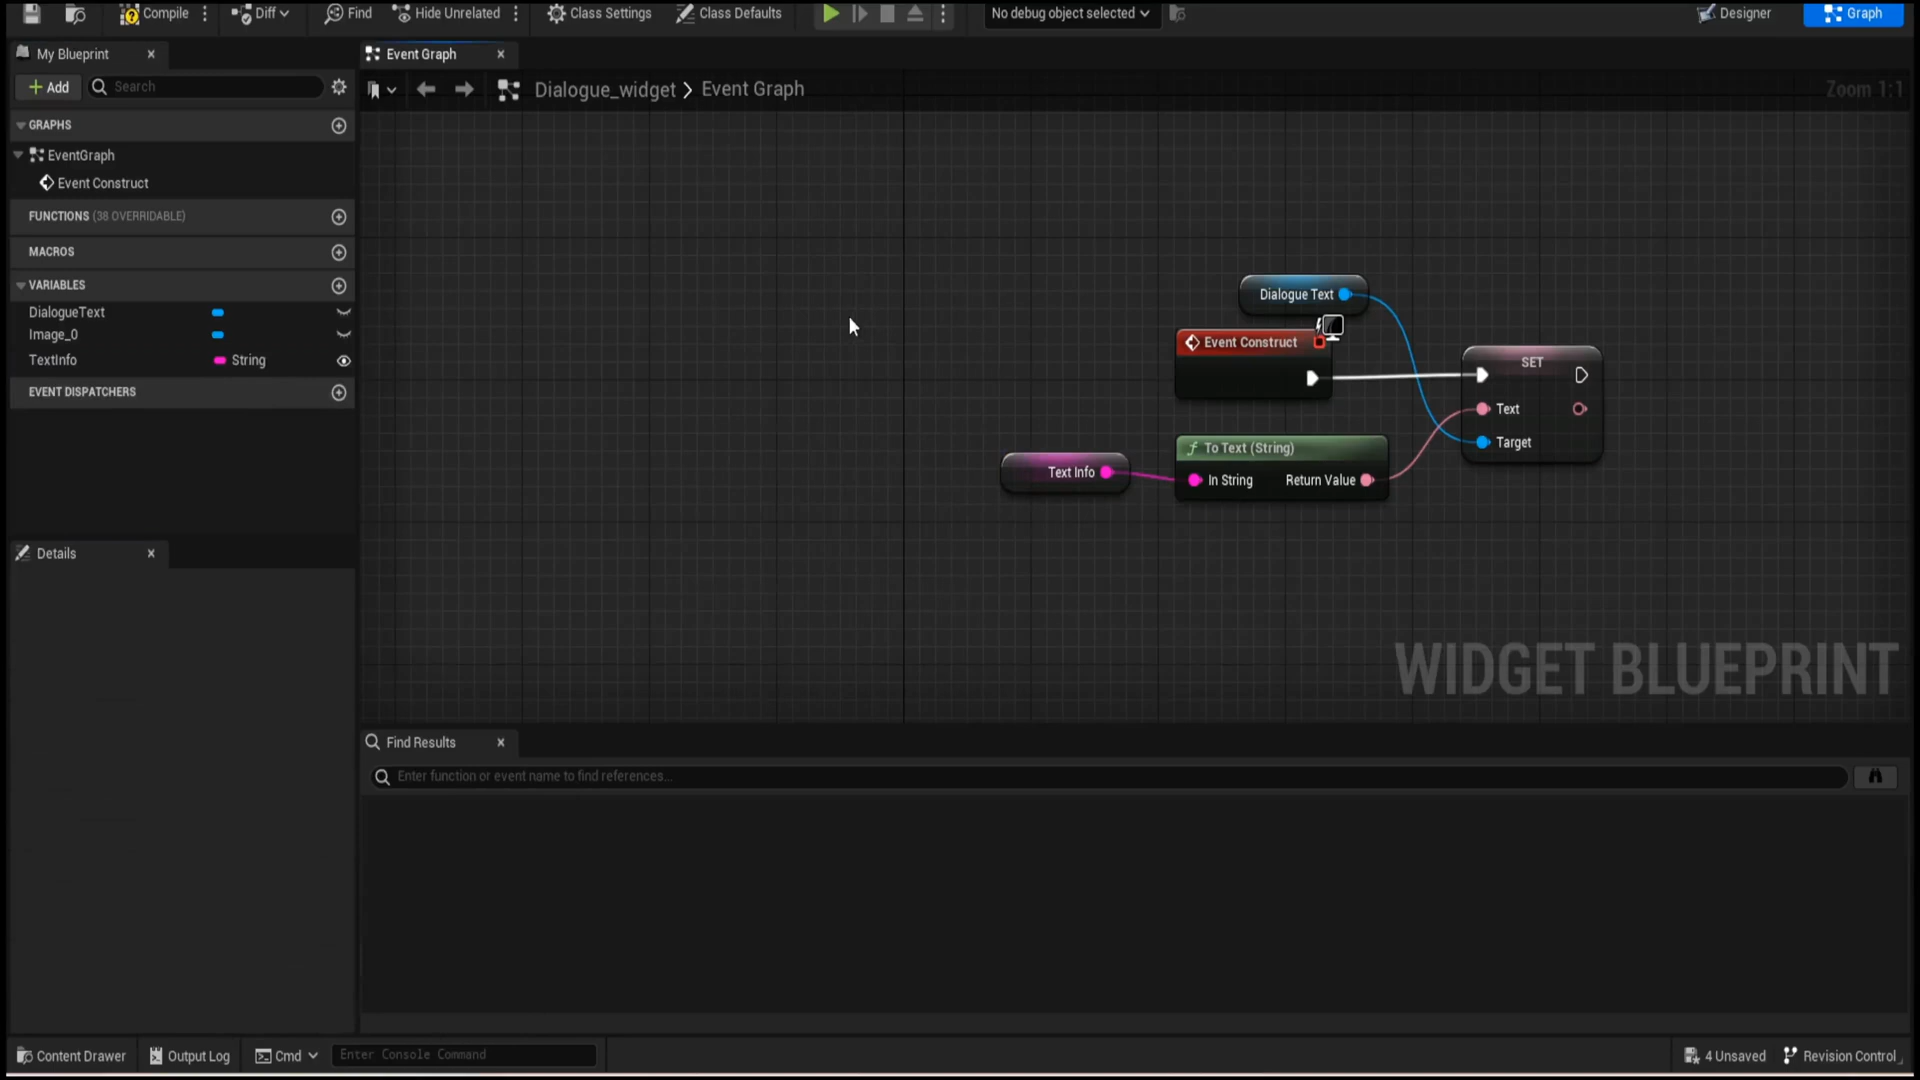 Compile
Diff
Find
Hide Unrelated
Class Settings
Class Defaults
No debug object selected
Designer
Graph
My Blueprint
Event Graph
Add
Search
Dialogue_widget > Event Graph
Zoom 1:1
GRAPHS
EventGraph
Event Construct
FUNCTIONS (38 OVERRIDABLE)
MACROS
VARIABLES
DialogueText
Image_0
TextInfo
String
EVENT DISPATCHERS
Dialogue Text
Event Construct
SET
Text
Target
To Text (String)
Text Info
In String
Return Value
Details
WIDGET BLUEPRINT
Find Results
Enter function or event name to find references...
Content Drawer
Output Log
Cmd
Enter Console Command
4 Unsaved
Revision Control